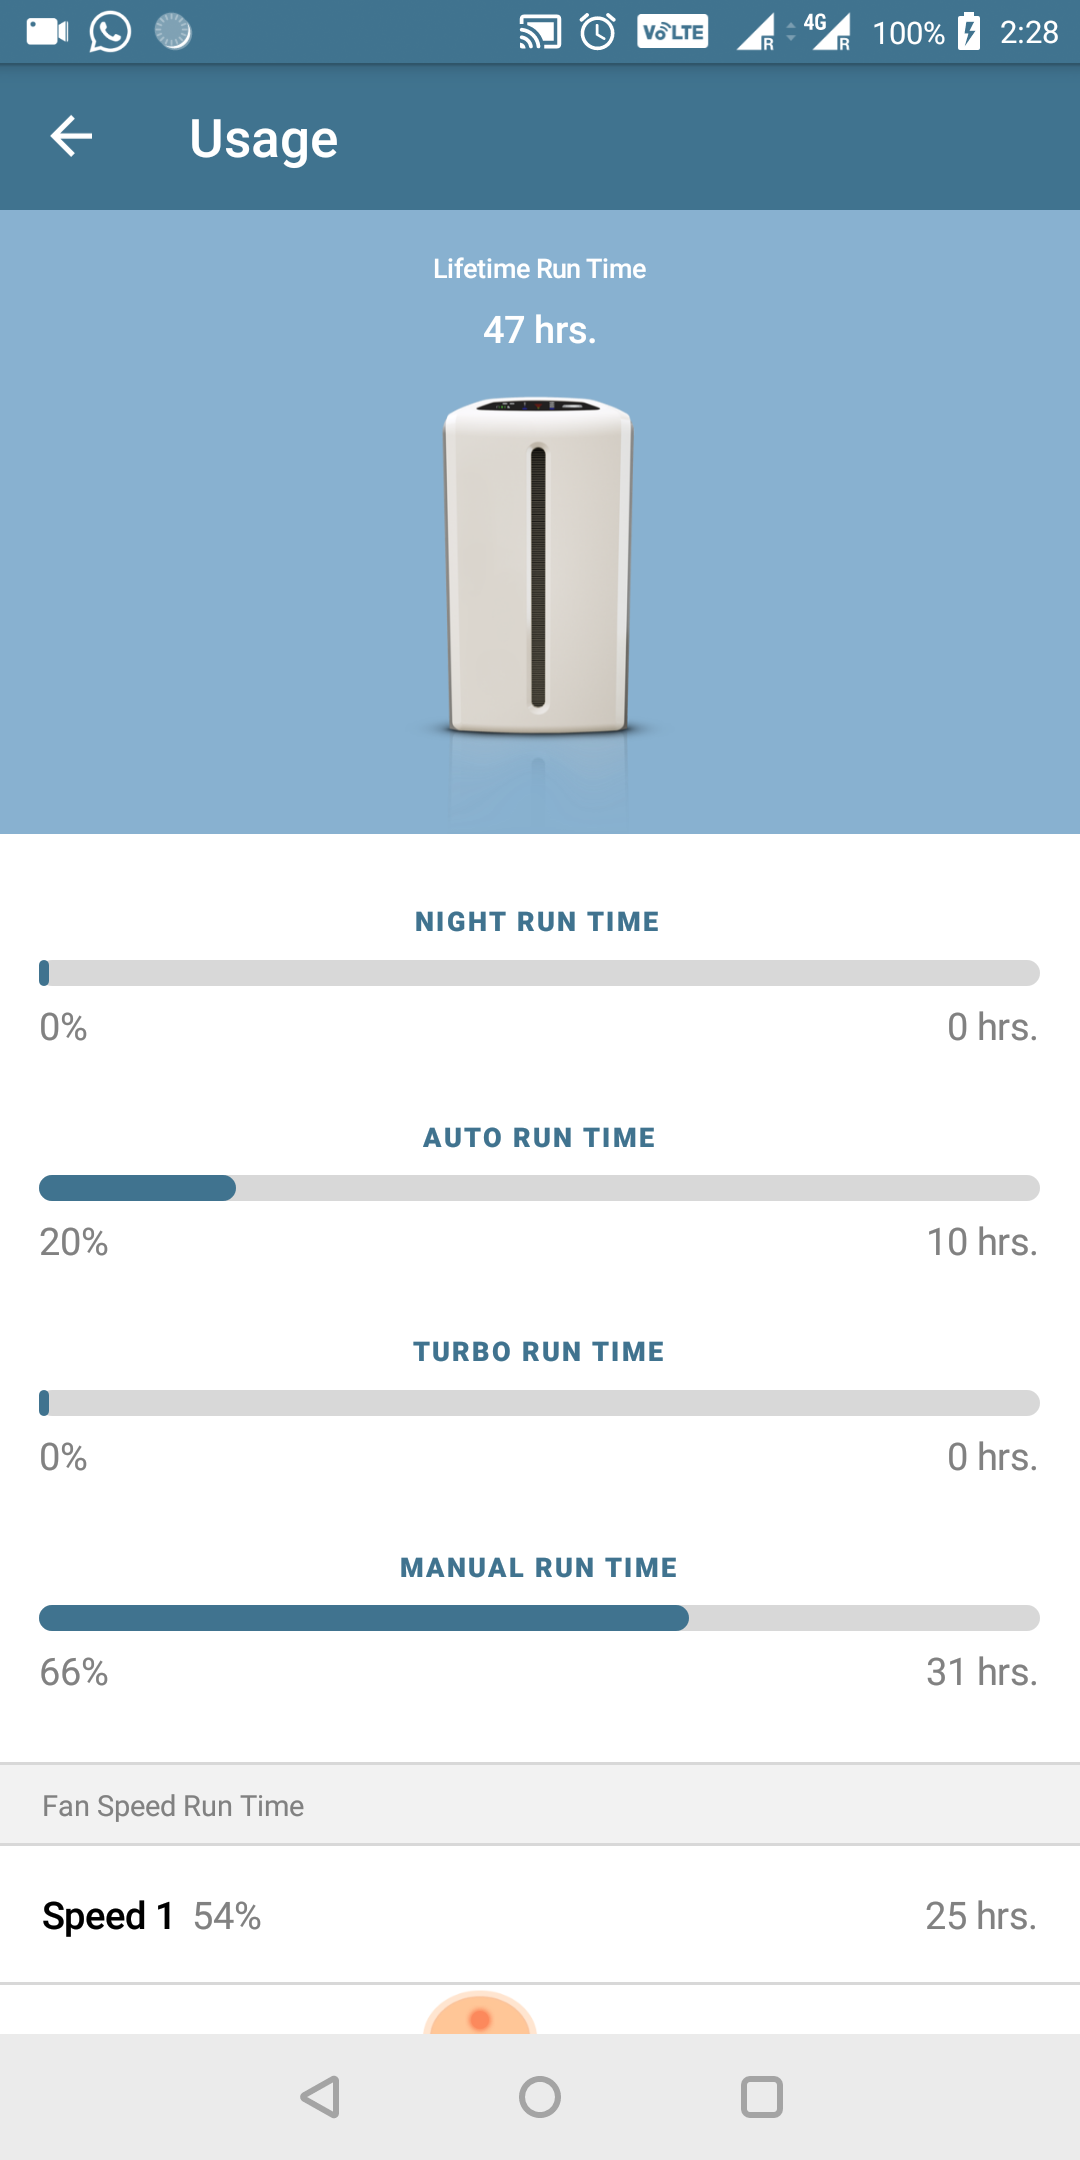 VoLTE R 4G R 100% 2:28
Usage
Lifetime Run Time
47 hrs.
NIGHT RUN TIME
0% 0 hrs.
AUTO RUN TIME
20% 10 hrs.
TURBO RUN TIME
0% 0 hrs.
MANUAL RUN TIME
66% 31 hrs.
Fan Speed Run Time
Speed 1 54% 25 hrs.